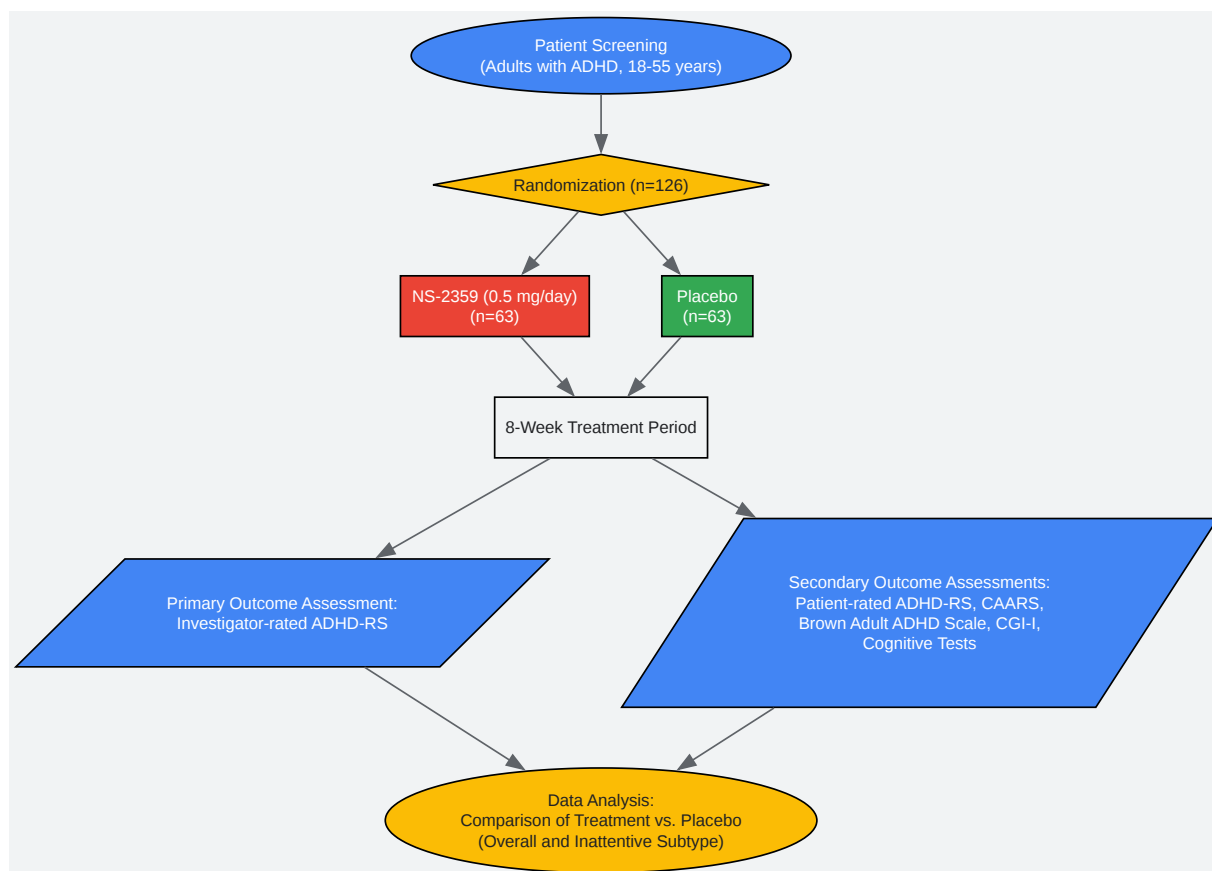 Patient Screening
(Adults with ADHD, 18-55 years)
Randomization (n=126)
NS-2359 (0.5 mg/day)
(n=63)
Placebo
(n=63)
8-Week Treatment Period
Primary Outcome Assessment:
Investigator-rated ADHD-RS
Secondary Outcome Assessments:
Patient-rated ADHD-RS, CAARS,
Brown Adult ADHD Scale, CGI-I,
Cognitive Tests
Data Analysis:
Comparison of Treatment vs. Placebo
(Overall and Inattentive Subtype)